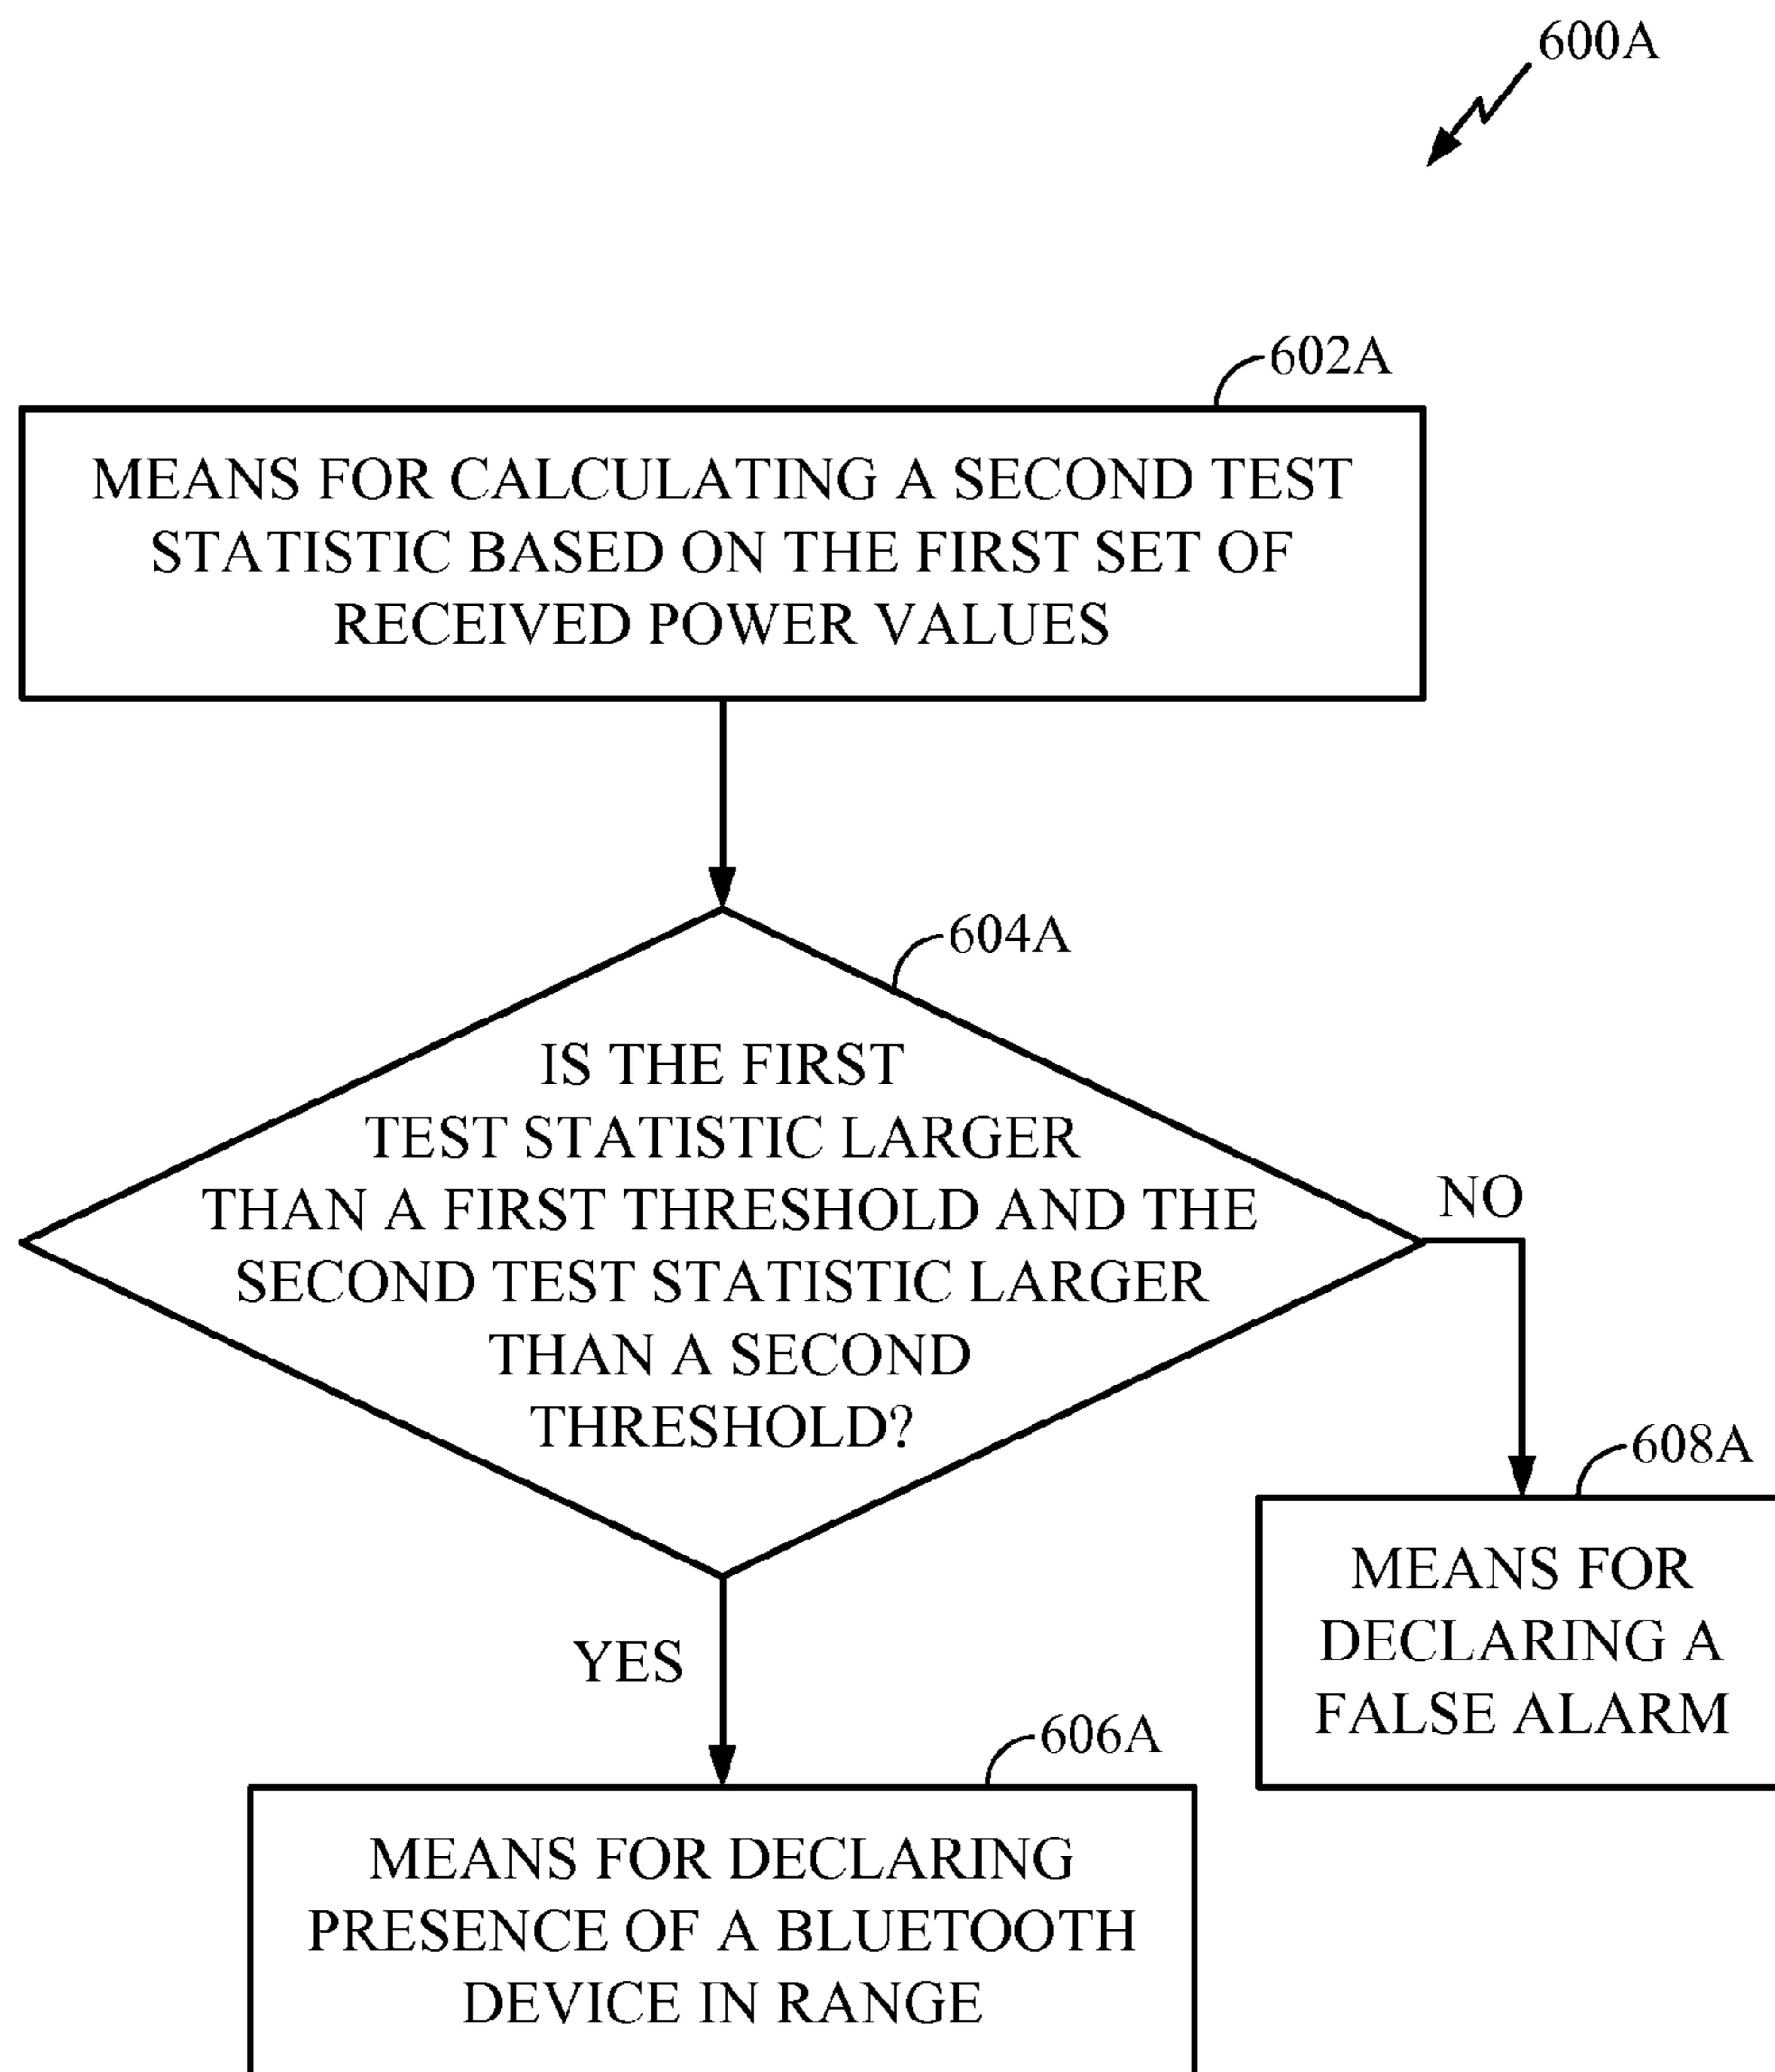 600A
602A
MEANS FOR CALCULATING A SECOND TEST
STATISTIC BASED ON THE FIRST SET OF
RECEIVED POWER VALUES
604A
IS THE FIRST
TEST STATISTIC LARGER
THAN A FIRST THRESHOLD AND THE
SECOND TEST STATISTIC LARGER
THAN A SECOND
THRESHOLD?
NO
608A
MEANS FOR
DECLARING A
FALSE ALARM
YES
606A
MEANS FOR DECLARING
PRESENCE OF A BLUETOOTH
DEVICE IN RANGE